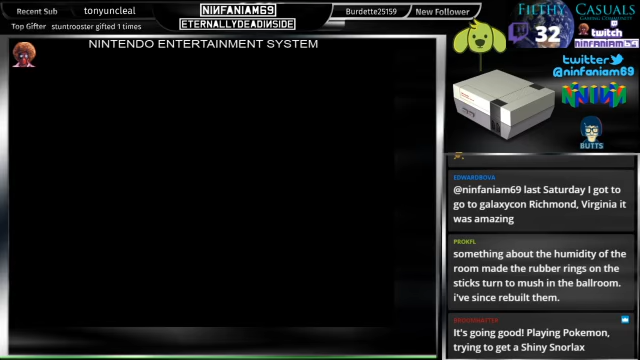 Recent Sub
tonyuncleal
NINFANIAM69
ETERNALLYDEADINSIDE
Burdette25159
New Follower
Top Gifter
stuntrooster gifted 1 times
FILTHY CASUALS
GAMING COMMUNITY
32
twitch
NINFANIAM69
NINTENDO ENTERTAINMENT SYSTEM
twitter
@ninfaniam69
BUTTS
EDWARDBOVA
@ninfaniam69 last Saturday I got to
go to galaxycon Richmond, Virginia it
was amazing
PROKFL
something about the humidity of the
room made the rubber rings on the
sticks turn to mush in the ballroom.
i've since rebuilt them.
It's going good! Playing Pokemon,
trying to get a Shiny Snorlax